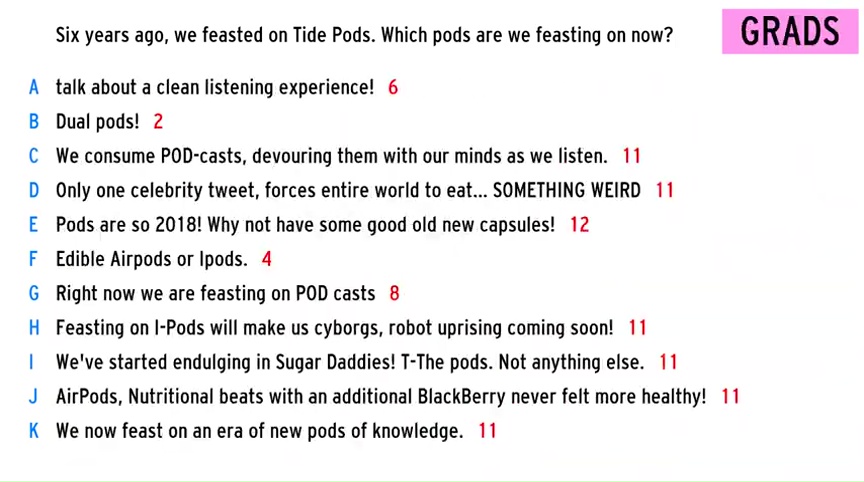 Six years ago, we feasted on Tide Pods. Which pods are we feasting on now?
GRADS
A talk about a clean listening experience! 6
B Dual pods! 2
C We consume POD-casts, devouring them with our minds as we listen. 11
D Only one celebrity tweet, forces entire world to eat... SOMETHING WEIRD 11
E Pods are so 2018! Why not have some good old new capsules! 12
F Edible Airpods or Ipods. 4
G Right now we are feasting on POD casts 8
H Feasting on I-Pods will make us cyborgs, robot uprising coming soon! 11
I We've started endulging in Sugar Daddies! T-The pods. Not anything else. 11
J AirPods, Nutritional beats with an additional BlackBerry never felt more healthy! 11
K We now feast on an era of new pods of knowledge. 11